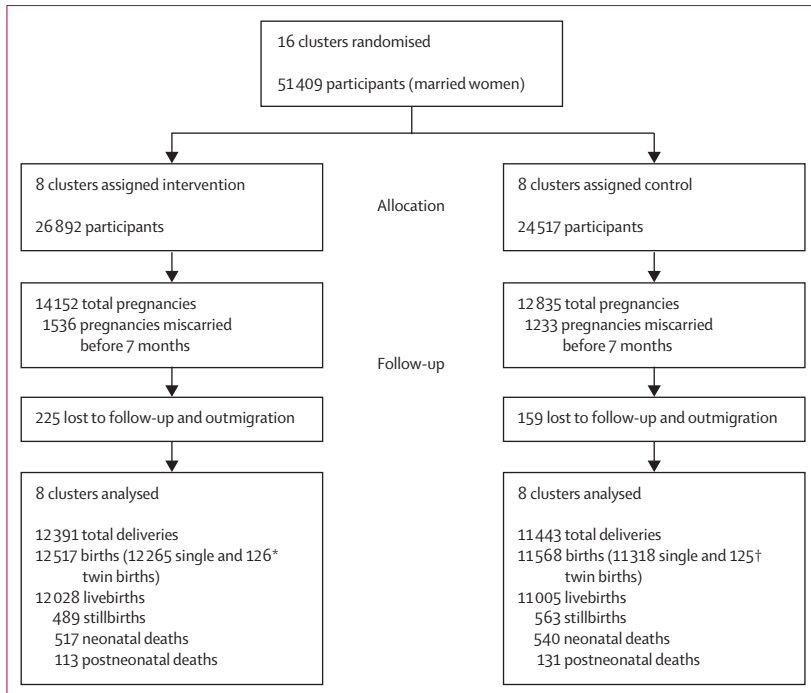 16 clusters randomised
51 409 participants (married women)
8 clusters assigned intervention
26 892 participants
Allocation
8 clusters assigned control
24 517 participants
14 152 total pregnancies
1536 pregnancies miscarried
before 7 months
Follow-up
12 835 total pregnancies
1233 pregnancies miscarried
before 7 months
225 lost to follow-up and outmigration
159 lost to follow-up and outmigration
8 clusters analysed
12 391 total deliveries
12 517 births (12 265 single and 126*
twin births)
12 028 livebirths
489 stillbirths
517 neonatal deaths
113 postneonatal deaths
8 clusters analysed
11 443 total deliveries
11 568 births (11 318 single and 125†
twin births)
11 005 livebirths
563 stillbirths
540 neonatal deaths
131 postneonatal deaths